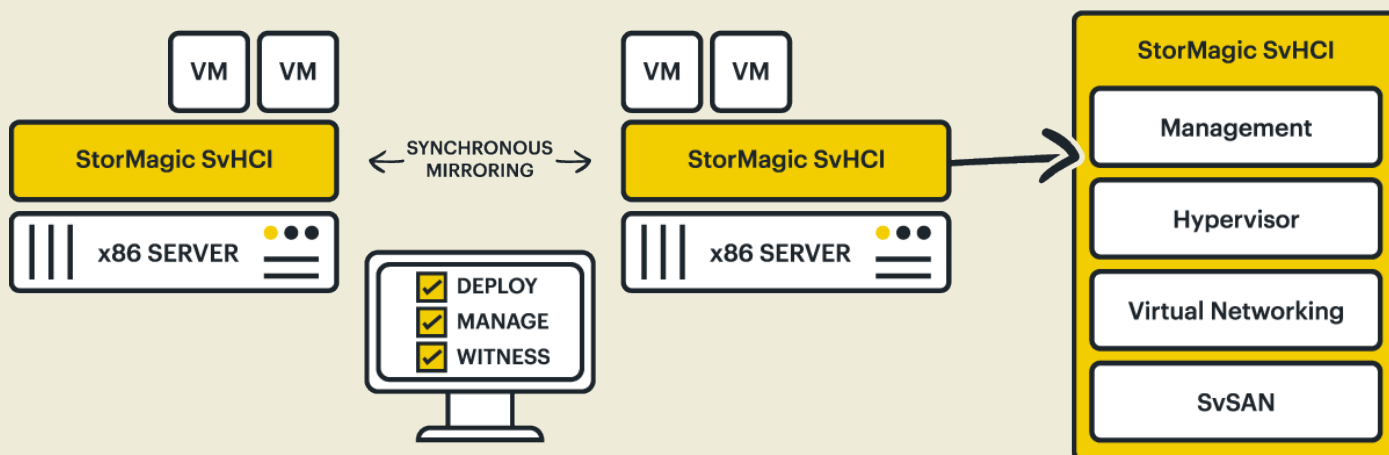 VM
VM
StorMagic SvHCI
x86 SERVER
SYNCHRONOUS
MIRRORING
VM
VM
StorMagic SvHCI
x86 SERVER
DEPLOY
MANAGE
WITNESS
StorMagic SvHCI
Management
Hypervisor
Virtual Networking
SvSAN